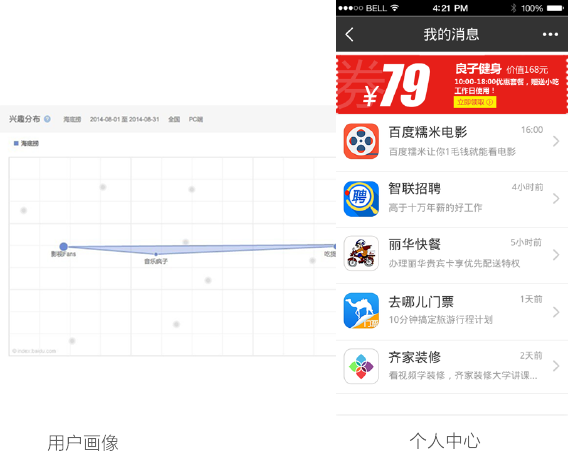 兴趣分布 ? 海底捞 2014-08-01 至 2014-08-31 全国 PC端
海底捞
影视Fans
音乐疯子
吃货
© index.baidu.com
用户画像
BELL 4:21 PM 100%
我的消息
券 ¥79 良子健身 价值168元
10:00-18:00优惠套餐，赠送小吃
工作日使用！
立即领取
百度糯米电影 16:00
百度糯米让你1毛钱就能看电影
智联招聘 4小时前
聘
高于十万年薪的好工作
丽华快餐 5小时前
办理丽华贵宾卡享优先配送特权
去哪儿门票 1天前
门票
10分钟搞定旅游行程计划
齐家装修 2天前
看视频学装修，齐家装修大学讲课...
个人中心